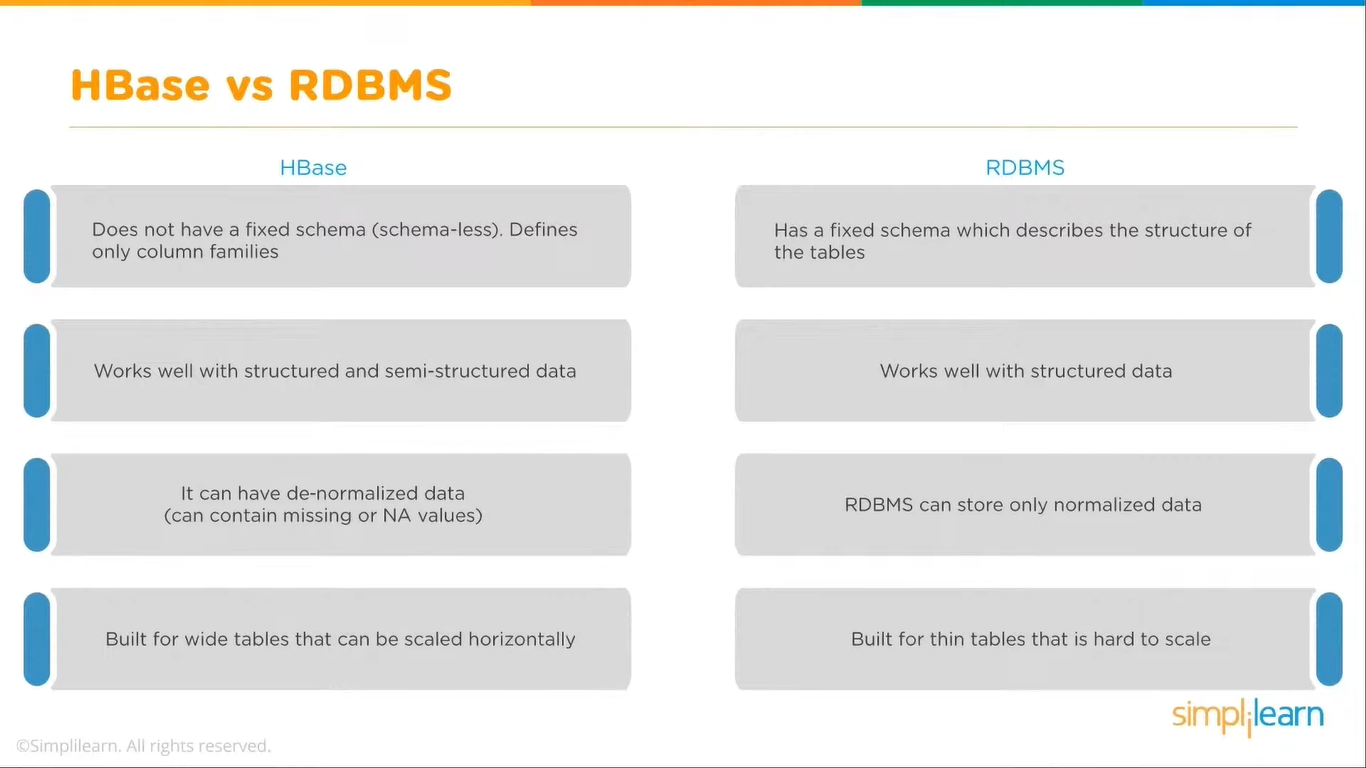 HBase vs RDBMS
HBase
RDBMS
Does not have a fixed schema (schema-less). Defines
only column families
Has a fixed schema which describes the structure of
the tables
Works well with structured and semi-structured data
Works well with structured data
It can have de-normalized data
(can contain missing or NA values)
RDBMS can store only normalized data
Built for wide tables that can be scaled horizontally
Built for thin tables that is hard to scale
simplilearn
©Simplilearn. All rights reserved.